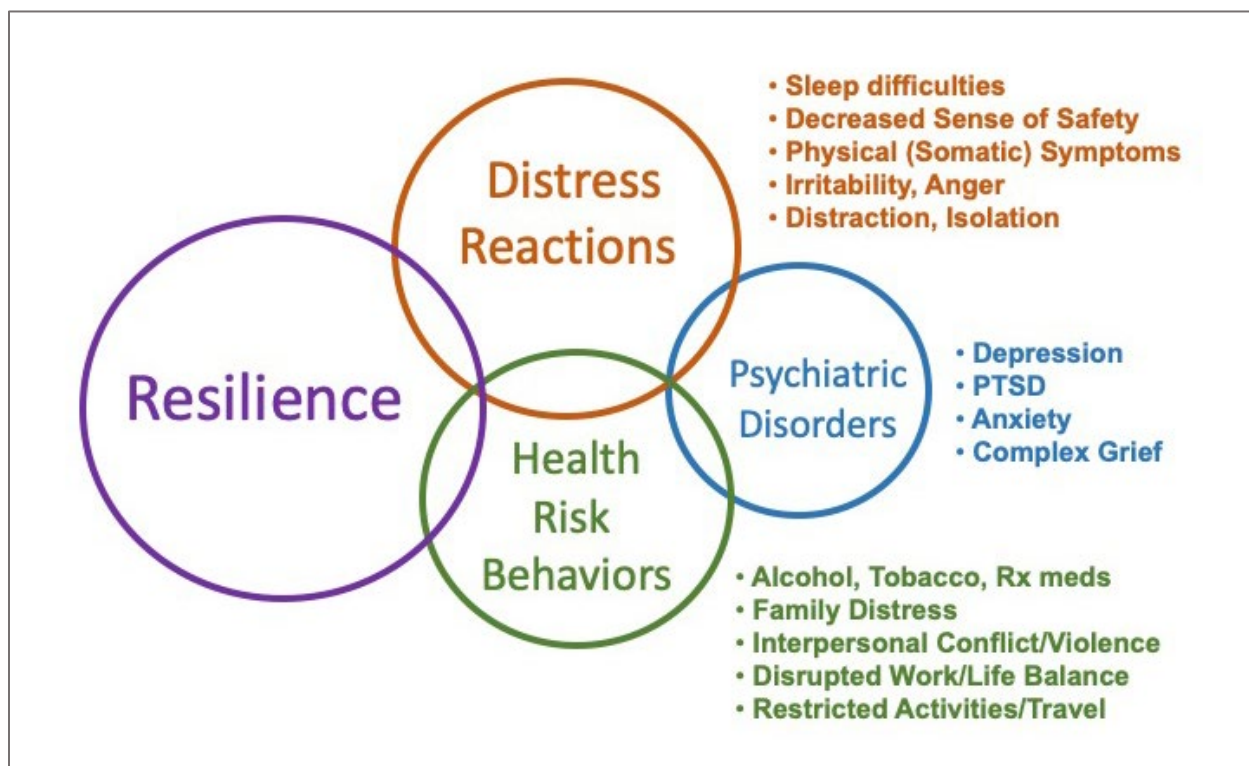 • Sleep difficulties
• Decreased Sense of Safety
• Physical (Somatic) Symptoms
• Irritability, Anger
• Distraction, Isolation
Distress
Reactions
Resilience
Psychiatric
Disorders
• Depression
• PTSD
• Anxiety
• Complex Grief
Health
Risk
Behaviors
• Alcohol, Tobacco, Rx meds
• Family Distress
• Interpersonal Conflict/Violence
• Disrupted Work/Life Balance
• Restricted Activities/Travel